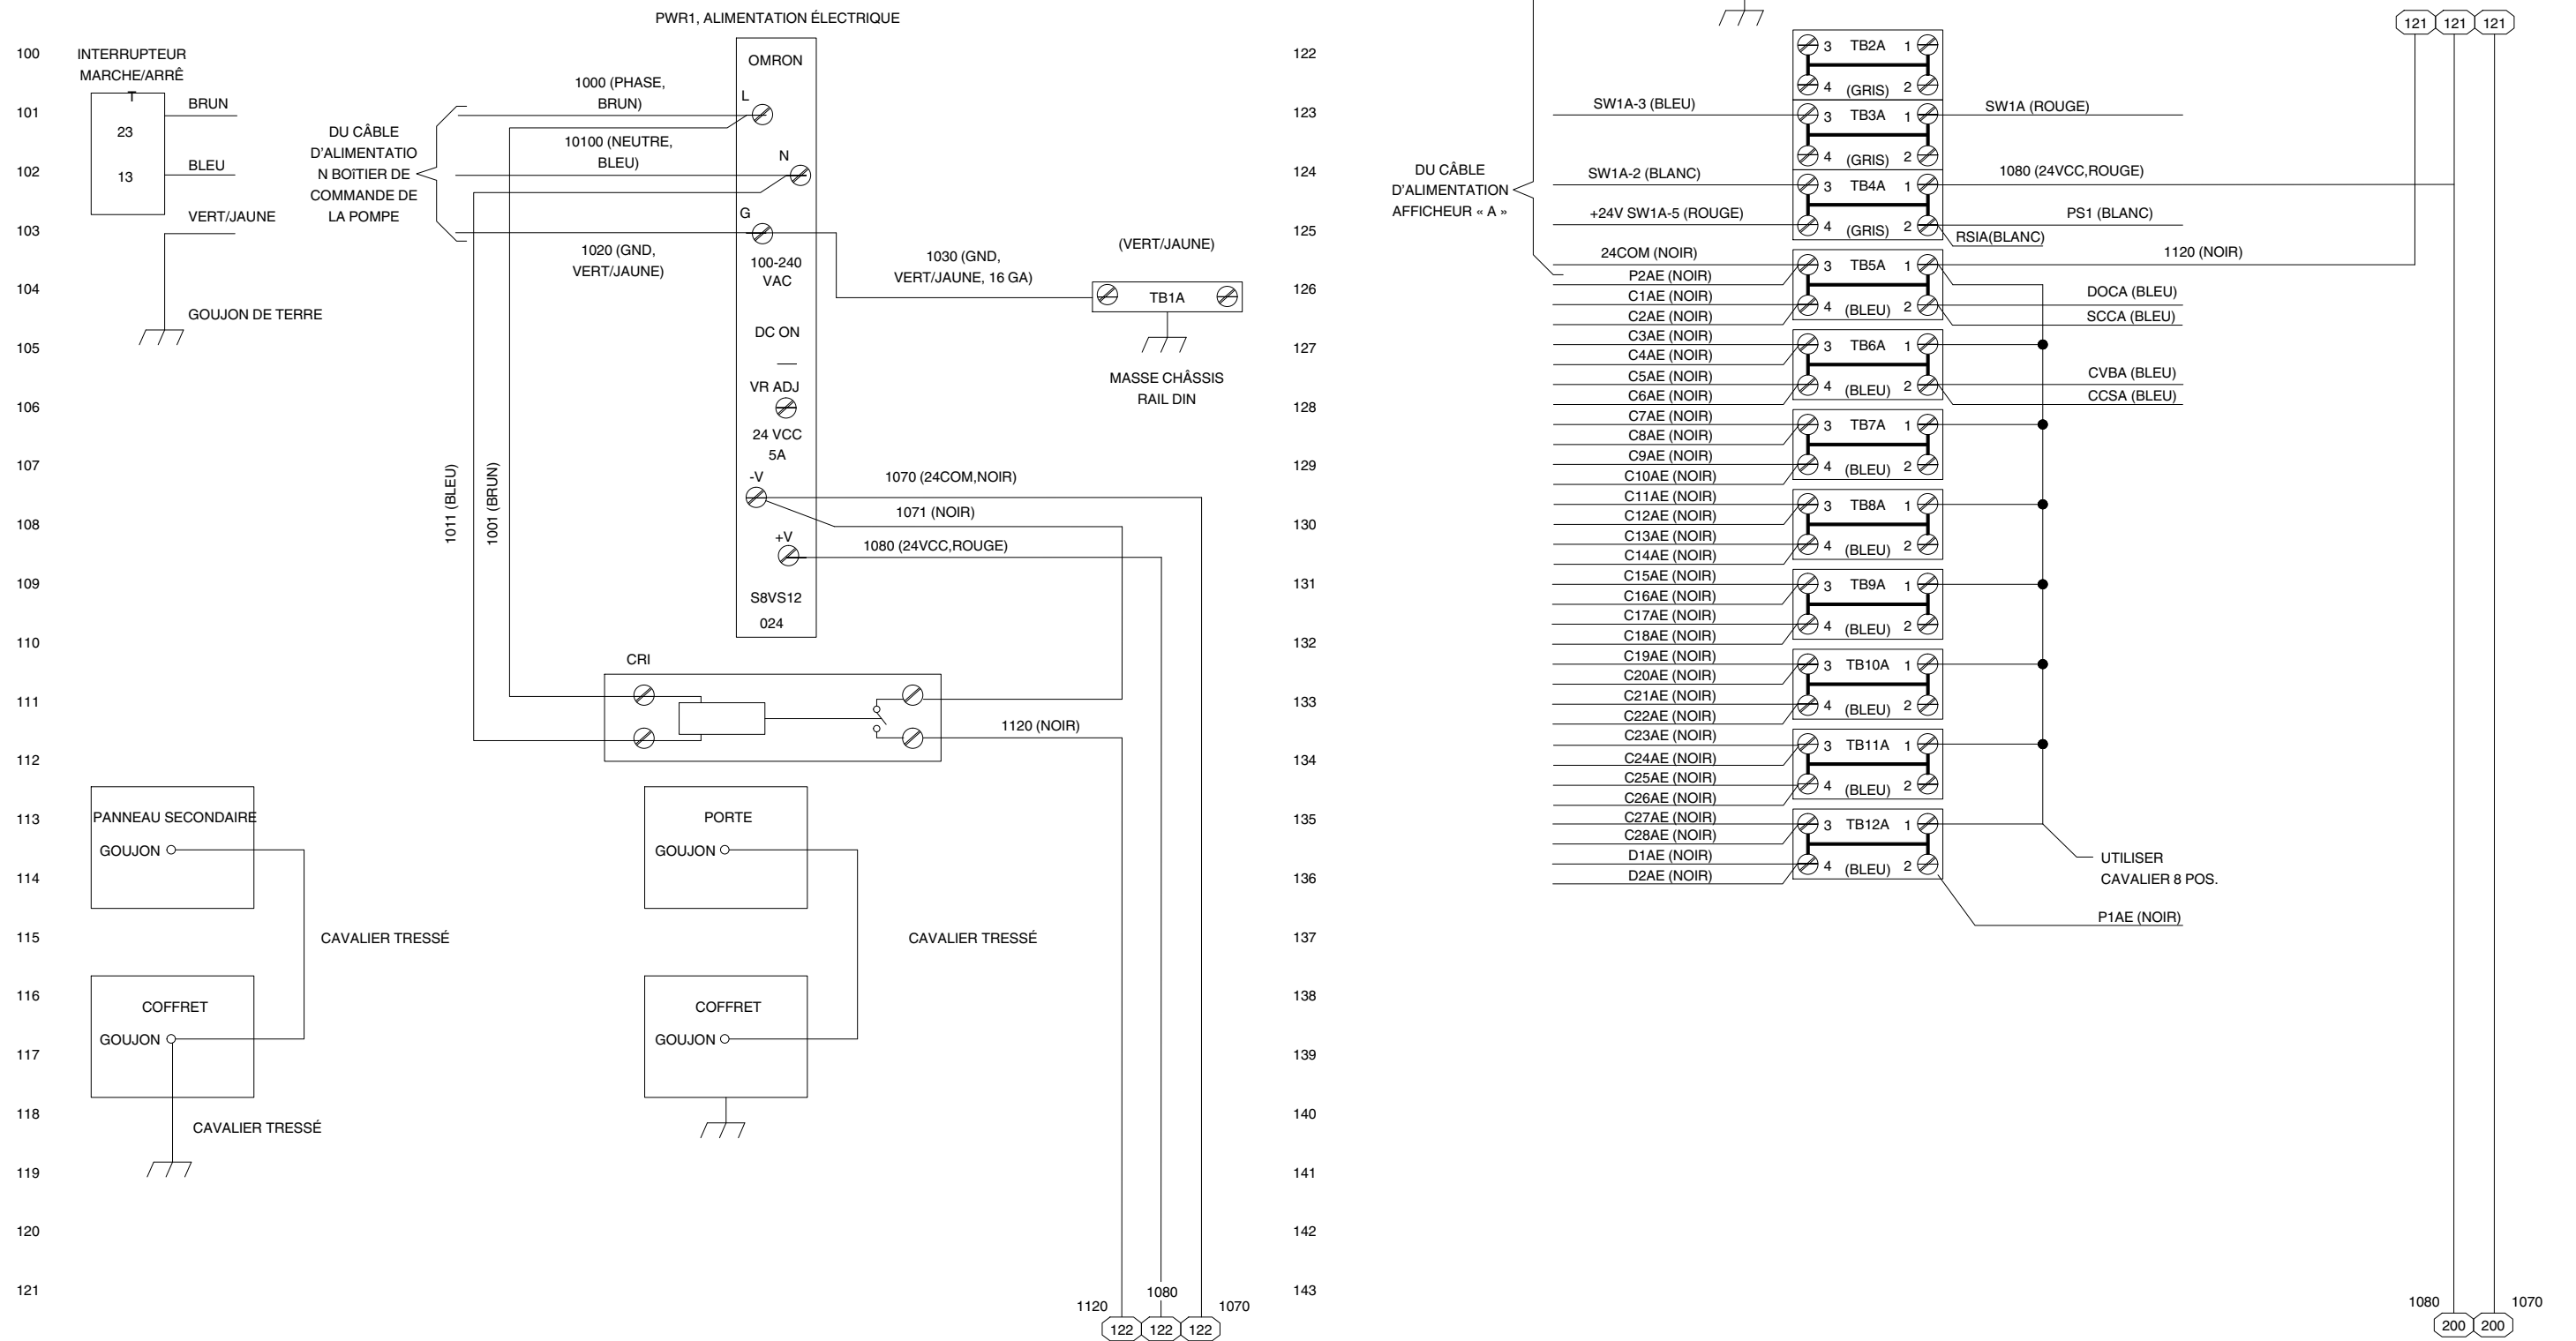 PWR1, ALIMENTATION ÉLECTRIQUE
100
INTERRUPTEUR
MARCHE/ARRÊ
T
23
13
BRUN
BLEU
VERT/JAUNE
GOUJON DE TERRE
101
102
103
104
105
106
107
108
109
110
111
112
113
114
115
116
117
118
119
120
121
DU CÂBLE
D'ALIMENTATIO
N BOîTIER DE
COMMANDE DE
LA POMPE
1000 (PHASE,
BRUN)
10100 (NEUTRE,
BLEU)
1020 (GND,
VERT/JAUNE)
1011 (BLEU)
1001 (BRUN)
OMRON
L
N
G
100-240
VAC
DC ON
VR ADJ
24 VCC
5A
-V
+V
S8VS12
024
1030 (GND,
VERT/JAUNE, 16 GA)
(VERT/JAUNE)
TB1A
MASSE CHÂSSIS
RAIL DIN
1070 (24COM,NOIR)
1071 (NOIR)
1080 (24VCC,ROUGE)
CRI
1120 (NOIR)
PANNEAU SECONDAIRE
GOUJON
CAVALIER TRESSÉ
COFFRET
GOUJON
CAVALIER TRESSÉ
PORTE
GOUJON
CAVALIER TRESSÉ
COFFRET
GOUJON
1120
1080
1070
122
122
122
122
123
124
125
126
127
128
129
130
131
132
133
134
135
136
137
138
139
140
141
142
143
DU CÂBLE
D'ALIMENTATION
AFFICHEUR « A »
121
121
121
3 TB2A 1
4 (GRIS) 2
SW1A-3 (BLEU)
3 TB3A 1
SW1A (ROUGE)
4 (GRIS) 2
SW1A-2 (BLANC)
3 TB4A 1
1080 (24VCC,ROUGE)
+24V SW1A-5 (ROUGE)
4 (GRIS) 2
PS1 (BLANC)
RSIA(BLANC)
24COM (NOIR)
3 TB5A 1
1120 (NOIR)
P2AE (NOIR)
C1AE (NOIR)
4 (BLEU) 2
DOCA (BLEU)
C2AE (NOIR)
SCCA (BLEU)
C3AE (NOIR)
3 TB6A 1
C4AE (NOIR)
C5AE (NOIR)
4 (BLEU) 2
CVBA (BLEU)
C6AE (NOIR)
CCSA (BLEU)
C7AE (NOIR)
3 TB7A 1
C8AE (NOIR)
C9AE (NOIR)
4 (BLEU) 2
C10AE (NOIR)
C11AE (NOIR)
3 TB8A 1
C12AE (NOIR)
C13AE (NOIR)
4 (BLEU) 2
C14AE (NOIR)
C15AE (NOIR)
3 TB9A 1
C16AE (NOIR)
C17AE (NOIR)
4 (BLEU) 2
C18AE (NOIR)
C19AE (NOIR)
3 TB10A 1
C20AE (NOIR)
C21AE (NOIR)
4 (BLEU) 2
C22AE (NOIR)
C23AE (NOIR)
3 TB11A 1
C24AE (NOIR)
C25AE (NOIR)
4 (BLEU) 2
C26AE (NOIR)
C27AE (NOIR)
3 TB12A 1
C28AE (NOIR)
D1AE (NOIR)
4 (BLEU) 2
D2AE (NOIR)
UTILISER
CAVALIER 8 POS.
P1AE (NOIR)
1080
1070
200
200